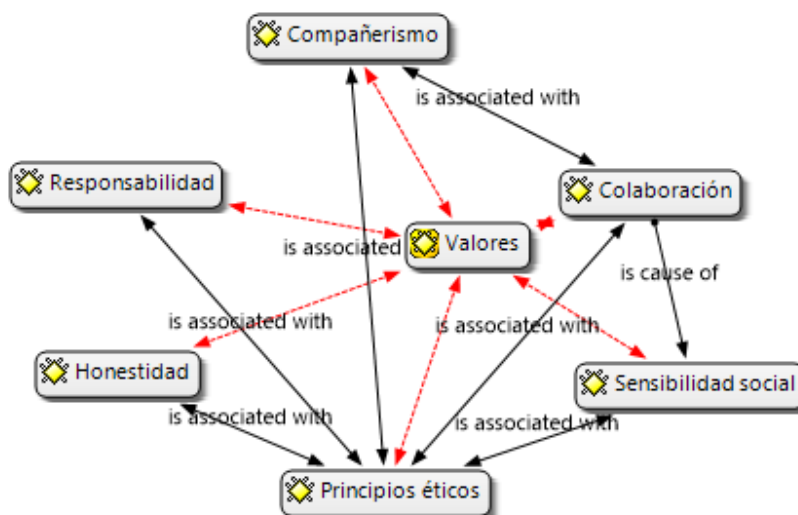 Compañerismo
is associated with
Responsabilidad
Colaboración
is associated
Valores
is cause of
is associated with
is associated with
Honestidad
Sensibilidad social
is associated with
is associated with
Principios éticos